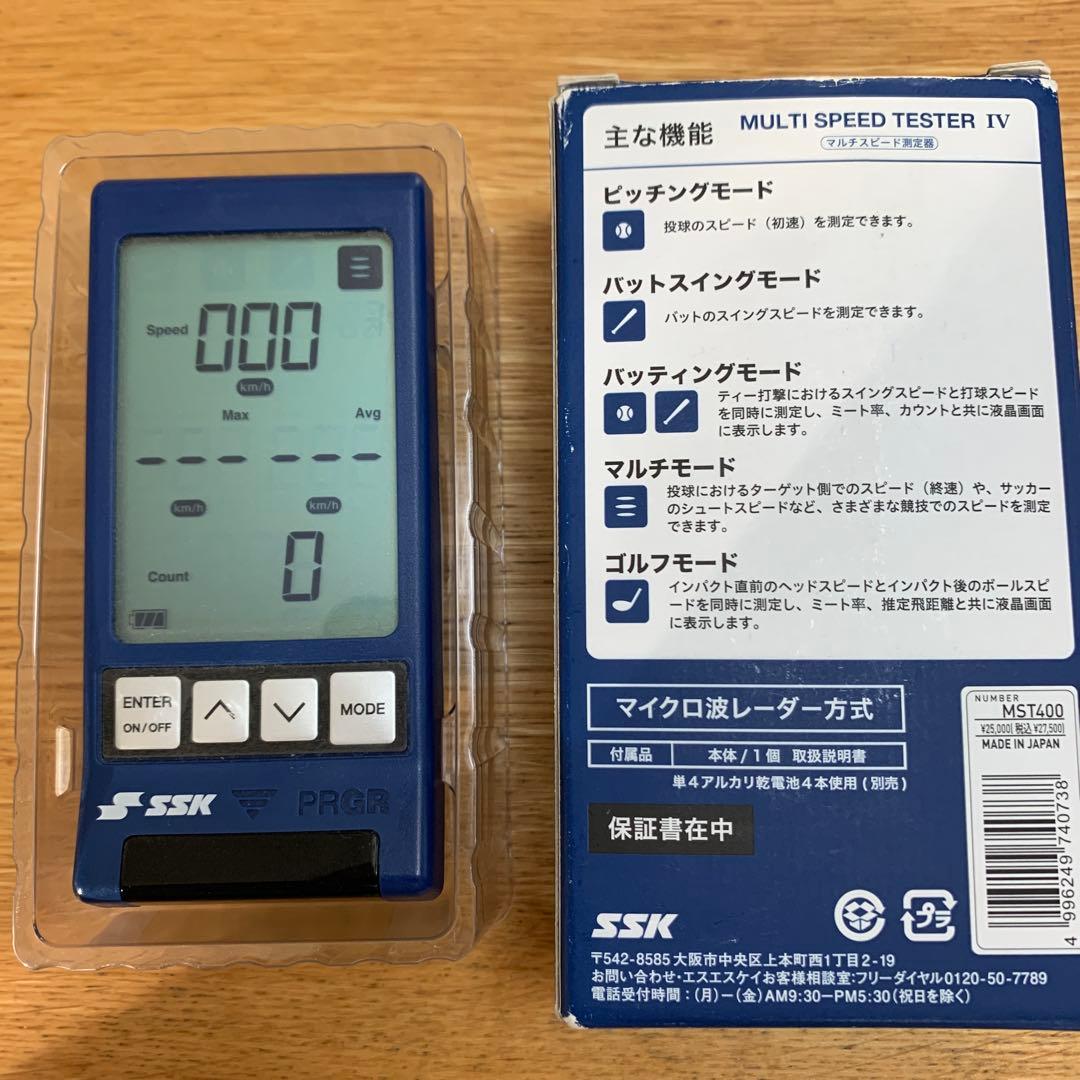 Speed 000
km/h
Max Avg
--- ---
km/h km/h
Count 0
ENTER
ON/OFF
MODE
SSK PRGR
主な機能 MULTI SPEED TESTER IV
マルチスピード測定器
ピッチングモード
投球のスピード（初速）を測定できます。
バットスイングモード
バットのスイングスピードを測定できます。
バッティングモード
ティー打撃におけるスイングスピードと打球スピード
を同時に測定し、ミート率、カウントと共に液晶画面
に表示します。
マルチモード
投球におけるターゲット側でのスピード（終速）や、サッカー
のシュートスピードなど、さまざまな競技でのスピードを測定
できます。
ゴルフモード
インパクト直前のヘッドスピードとインパクト後のボールスピ
ードを同時に測定し、ミート率、推定飛距離と共に液晶画面
に表示します。
マイクロ波レーダー方式
付属品 本体/1個 取扱説明書
単4アルカリ乾電池4本使用(別売)
保証書在中
NUMBER
MST400
¥25,000(税込¥27,500)
MADE IN JAPAN
4 996249 740738
プラ
SSK
〒542-8585 大阪市中央区上本町西1丁目2-19
お問い合わせ・エスエスケイお客様相談室:フリーダイヤル0120-50-7789
電話受付時間：(月)−(金)AM9:30−PM5:30(祝日を除く)